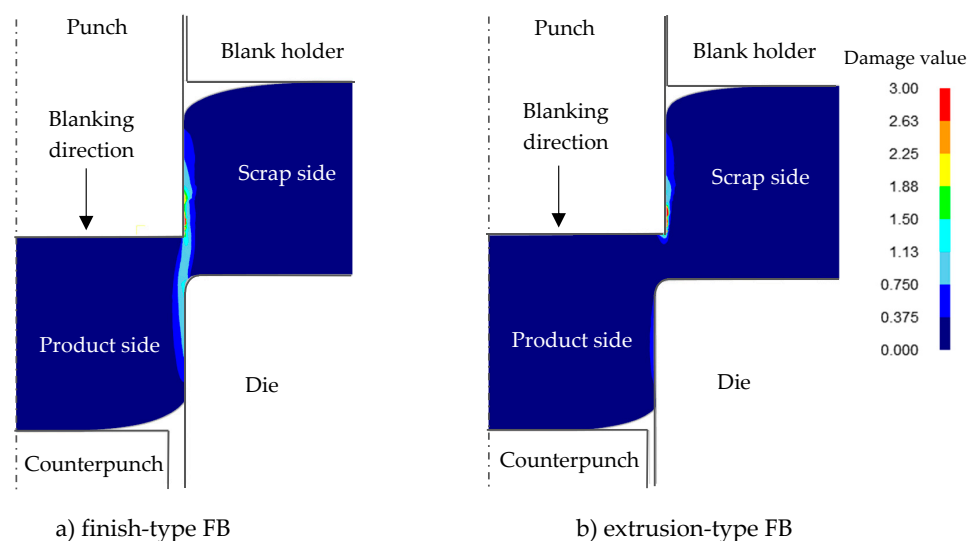 Punch
Blank holder
Blanking
direction
Scrap side
Product side
Die
Counterpunch
a) finish-type FB
Punch
Blank holder
Blanking
direction
Scrap side
Product side
Die
Counterpunch
b) extrusion-type FB
Damage value
3.00
2.63
2.25
1.88
1.50
1.13
0.750
0.375
0.000